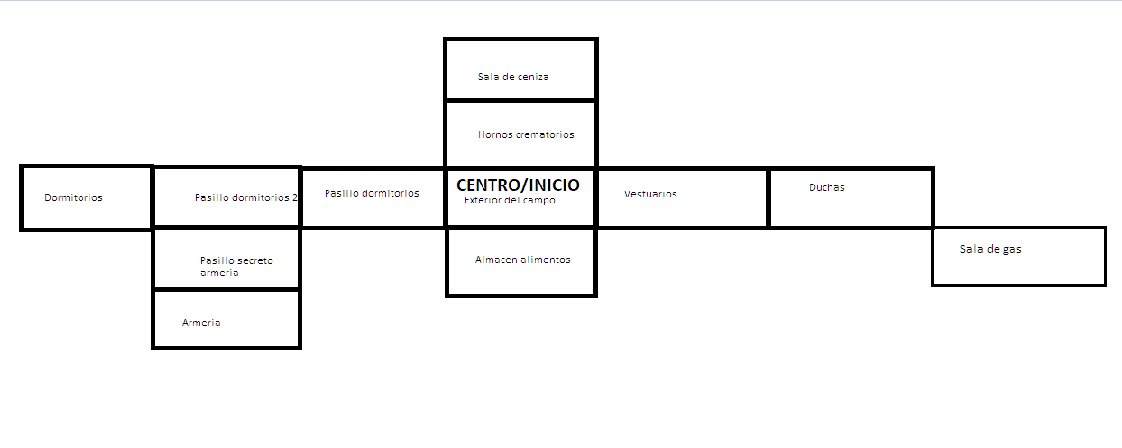 Sala de ceniza
Hornos crematorios
Dormitorios
Pasillo dormitorios 2
Pasillo dormitorios
CENTRO/INICIO
Exterior del campo
Vestuarios
Duchas
Pasillo secreto
armeria
Almacen alimentos
Sala de gas
Armeria